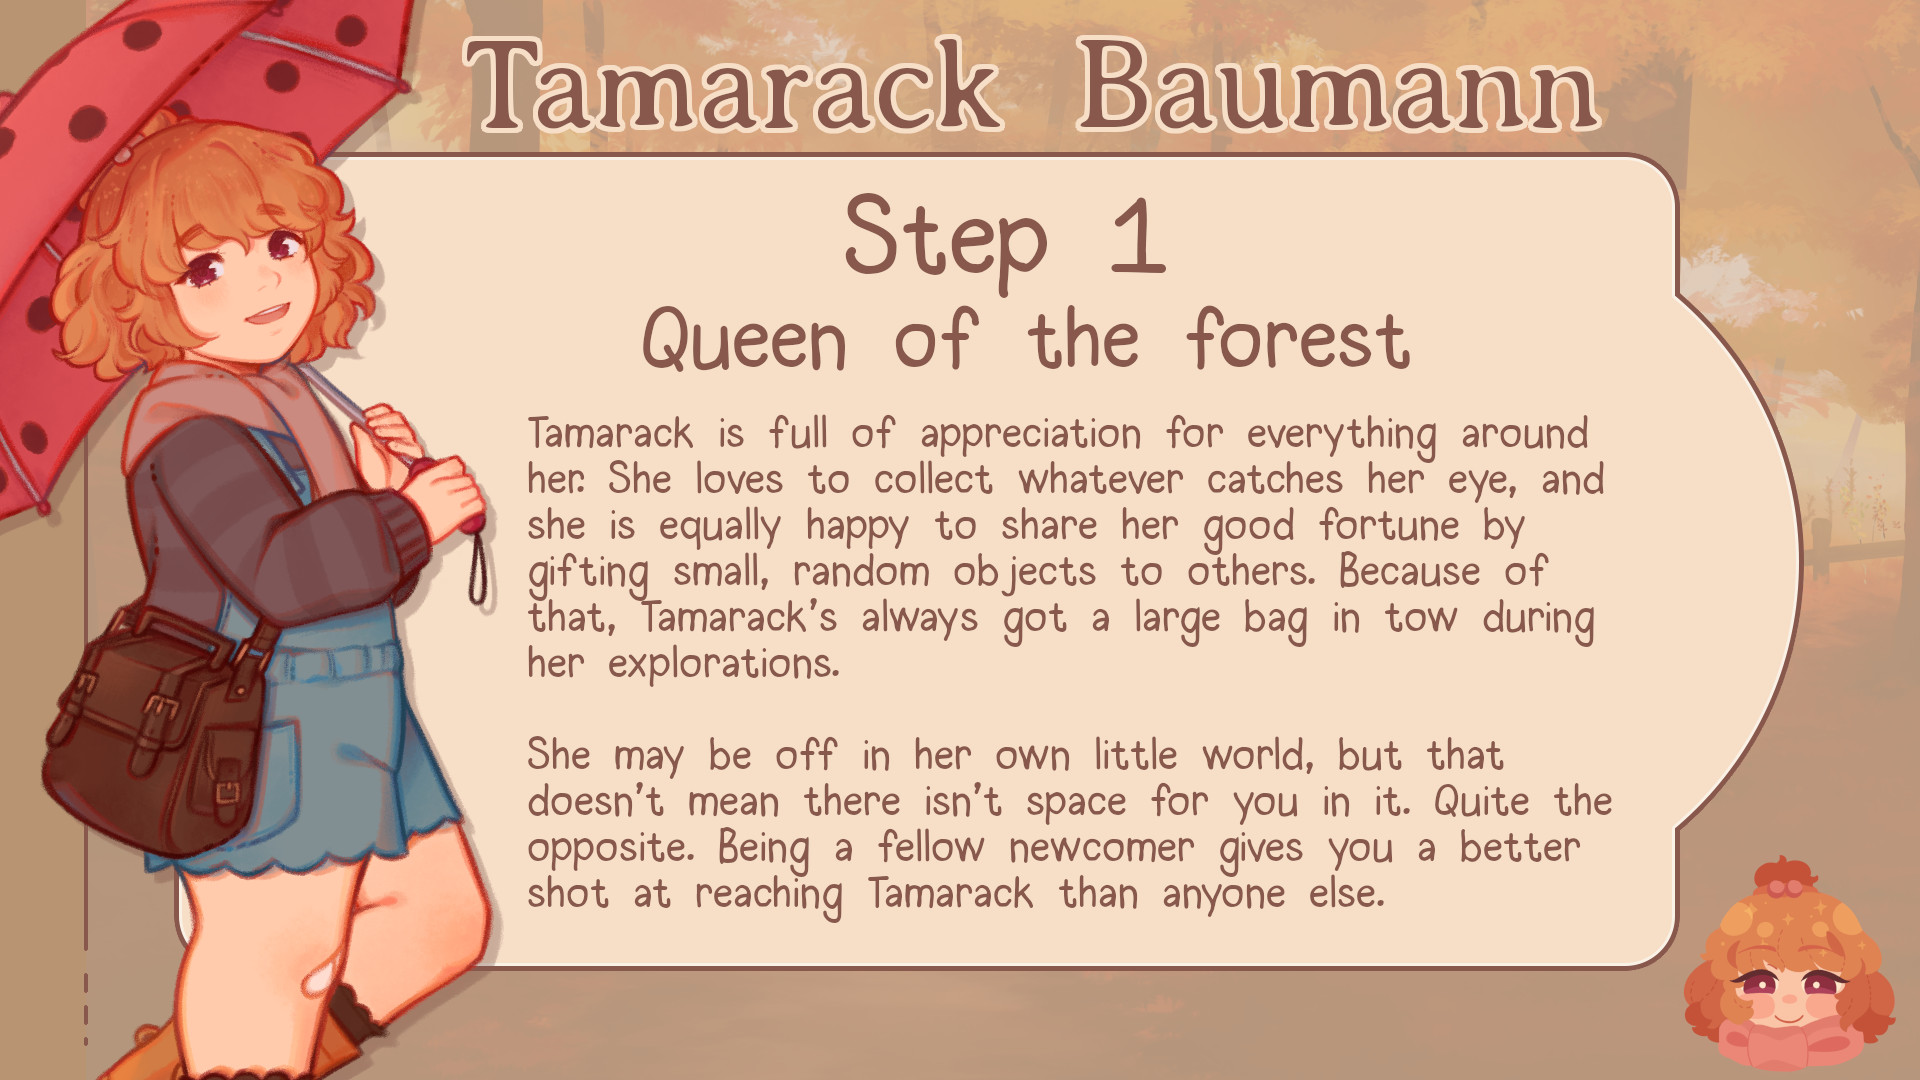 Tamarack Baumann
Step 1
Queen of the forest
Tamarack is full of appreciation for everything around
her. She loves to collect whatever catches her eye, and
she is equally happy to share her good fortune by
gifting small, random objects to others. Because of
that, Tamarack's always got a large bag in tow during
her explorations.
She may be off in her own little world, but that
doesn't mean there isn't space for you in it. Quite the
opposite. Being a fellow newcomer gives you a better
shot at reaching Tamarack than anyone else.